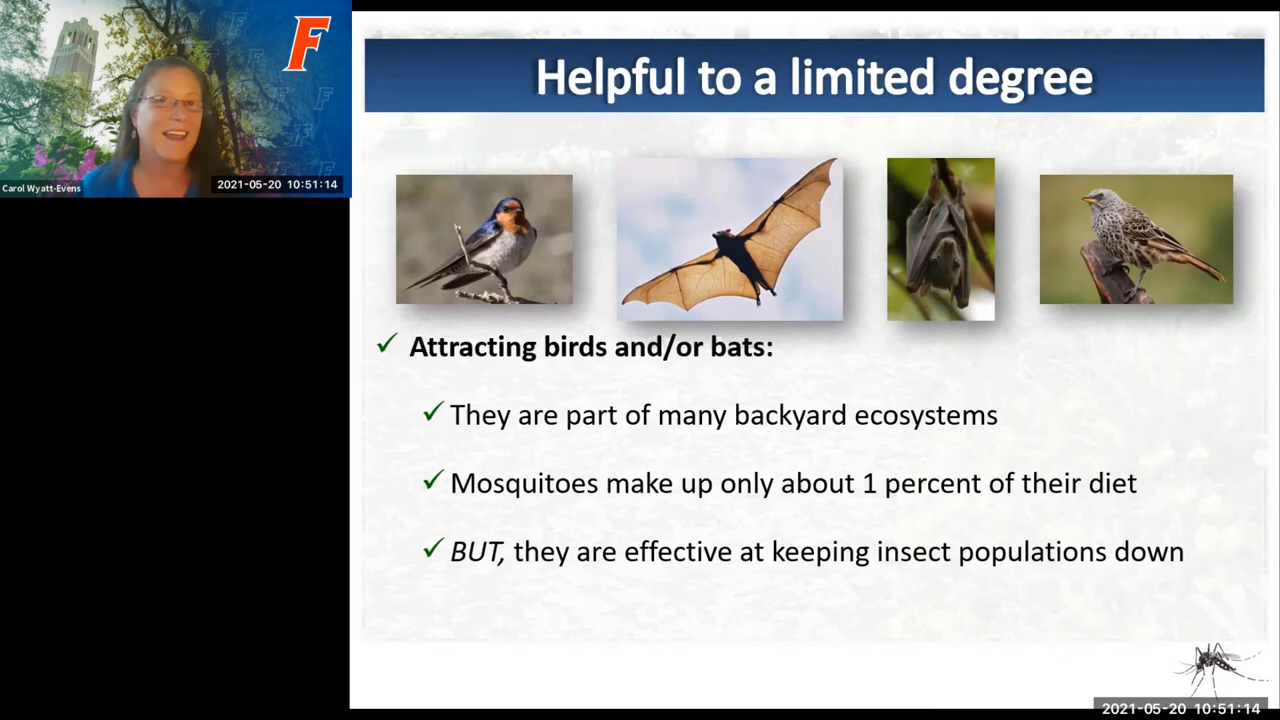 F
Carol Wyatt-Evens
2021-05-20 10:51:14
Helpful to a limited degree
✓ Attracting birds and/or bats:
✓ They are part of many backyard ecosystems
✓ Mosquitoes make up only about 1 percent of their diet
✓ BUT, they are effective at keeping insect populations down
2021-05-20 10:51:14